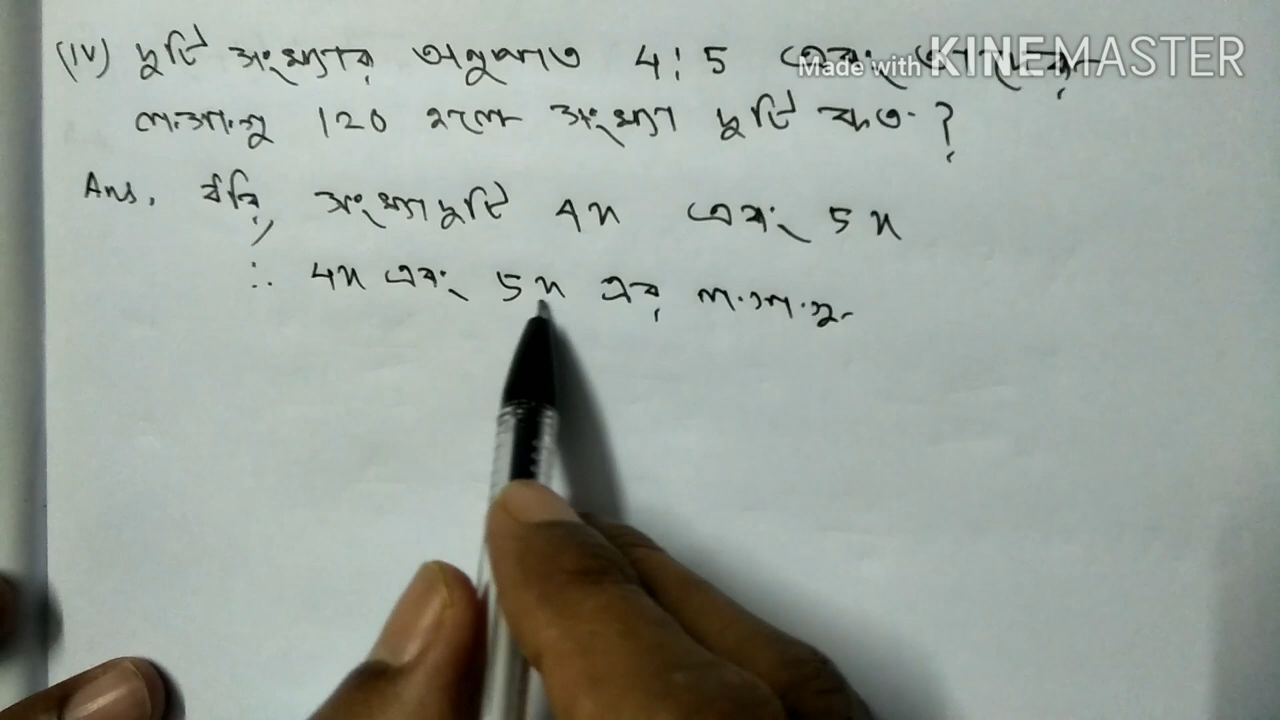 (iv) দুটি সংখ্যার অনুপাত 4:5 এবং তাদের
ল.সা.গু 120 হলে সংখ্যা দুটি কত?
Made with KINEMASTER
Ans. ধরি, সংখ্যাদুটি 4x এবং 5x
∴ 4x এবং 5x এর ল.সা.গু.